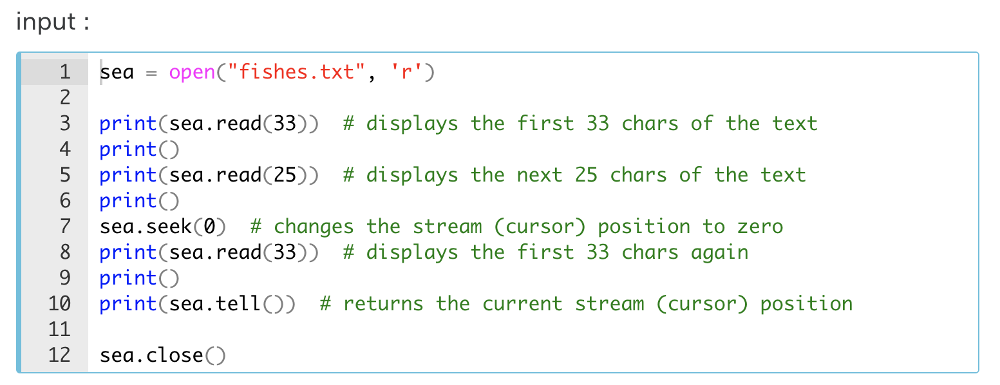 input :
1 sea = open("fishes.txt", 'r')
2
3 print(sea.read(33))  # displays the first 33 chars of the text
4 print()
5 print(sea.read(25))  # displays the next 25 chars of the text
6 print()
7 sea.seek(0)  # changes the stream (cursor) position to zero
8 print(sea.read(33))  # displays the first 33 chars again
9 print()
10 print(sea.tell())  # returns the current stream (cursor) position
11
12 sea.close()